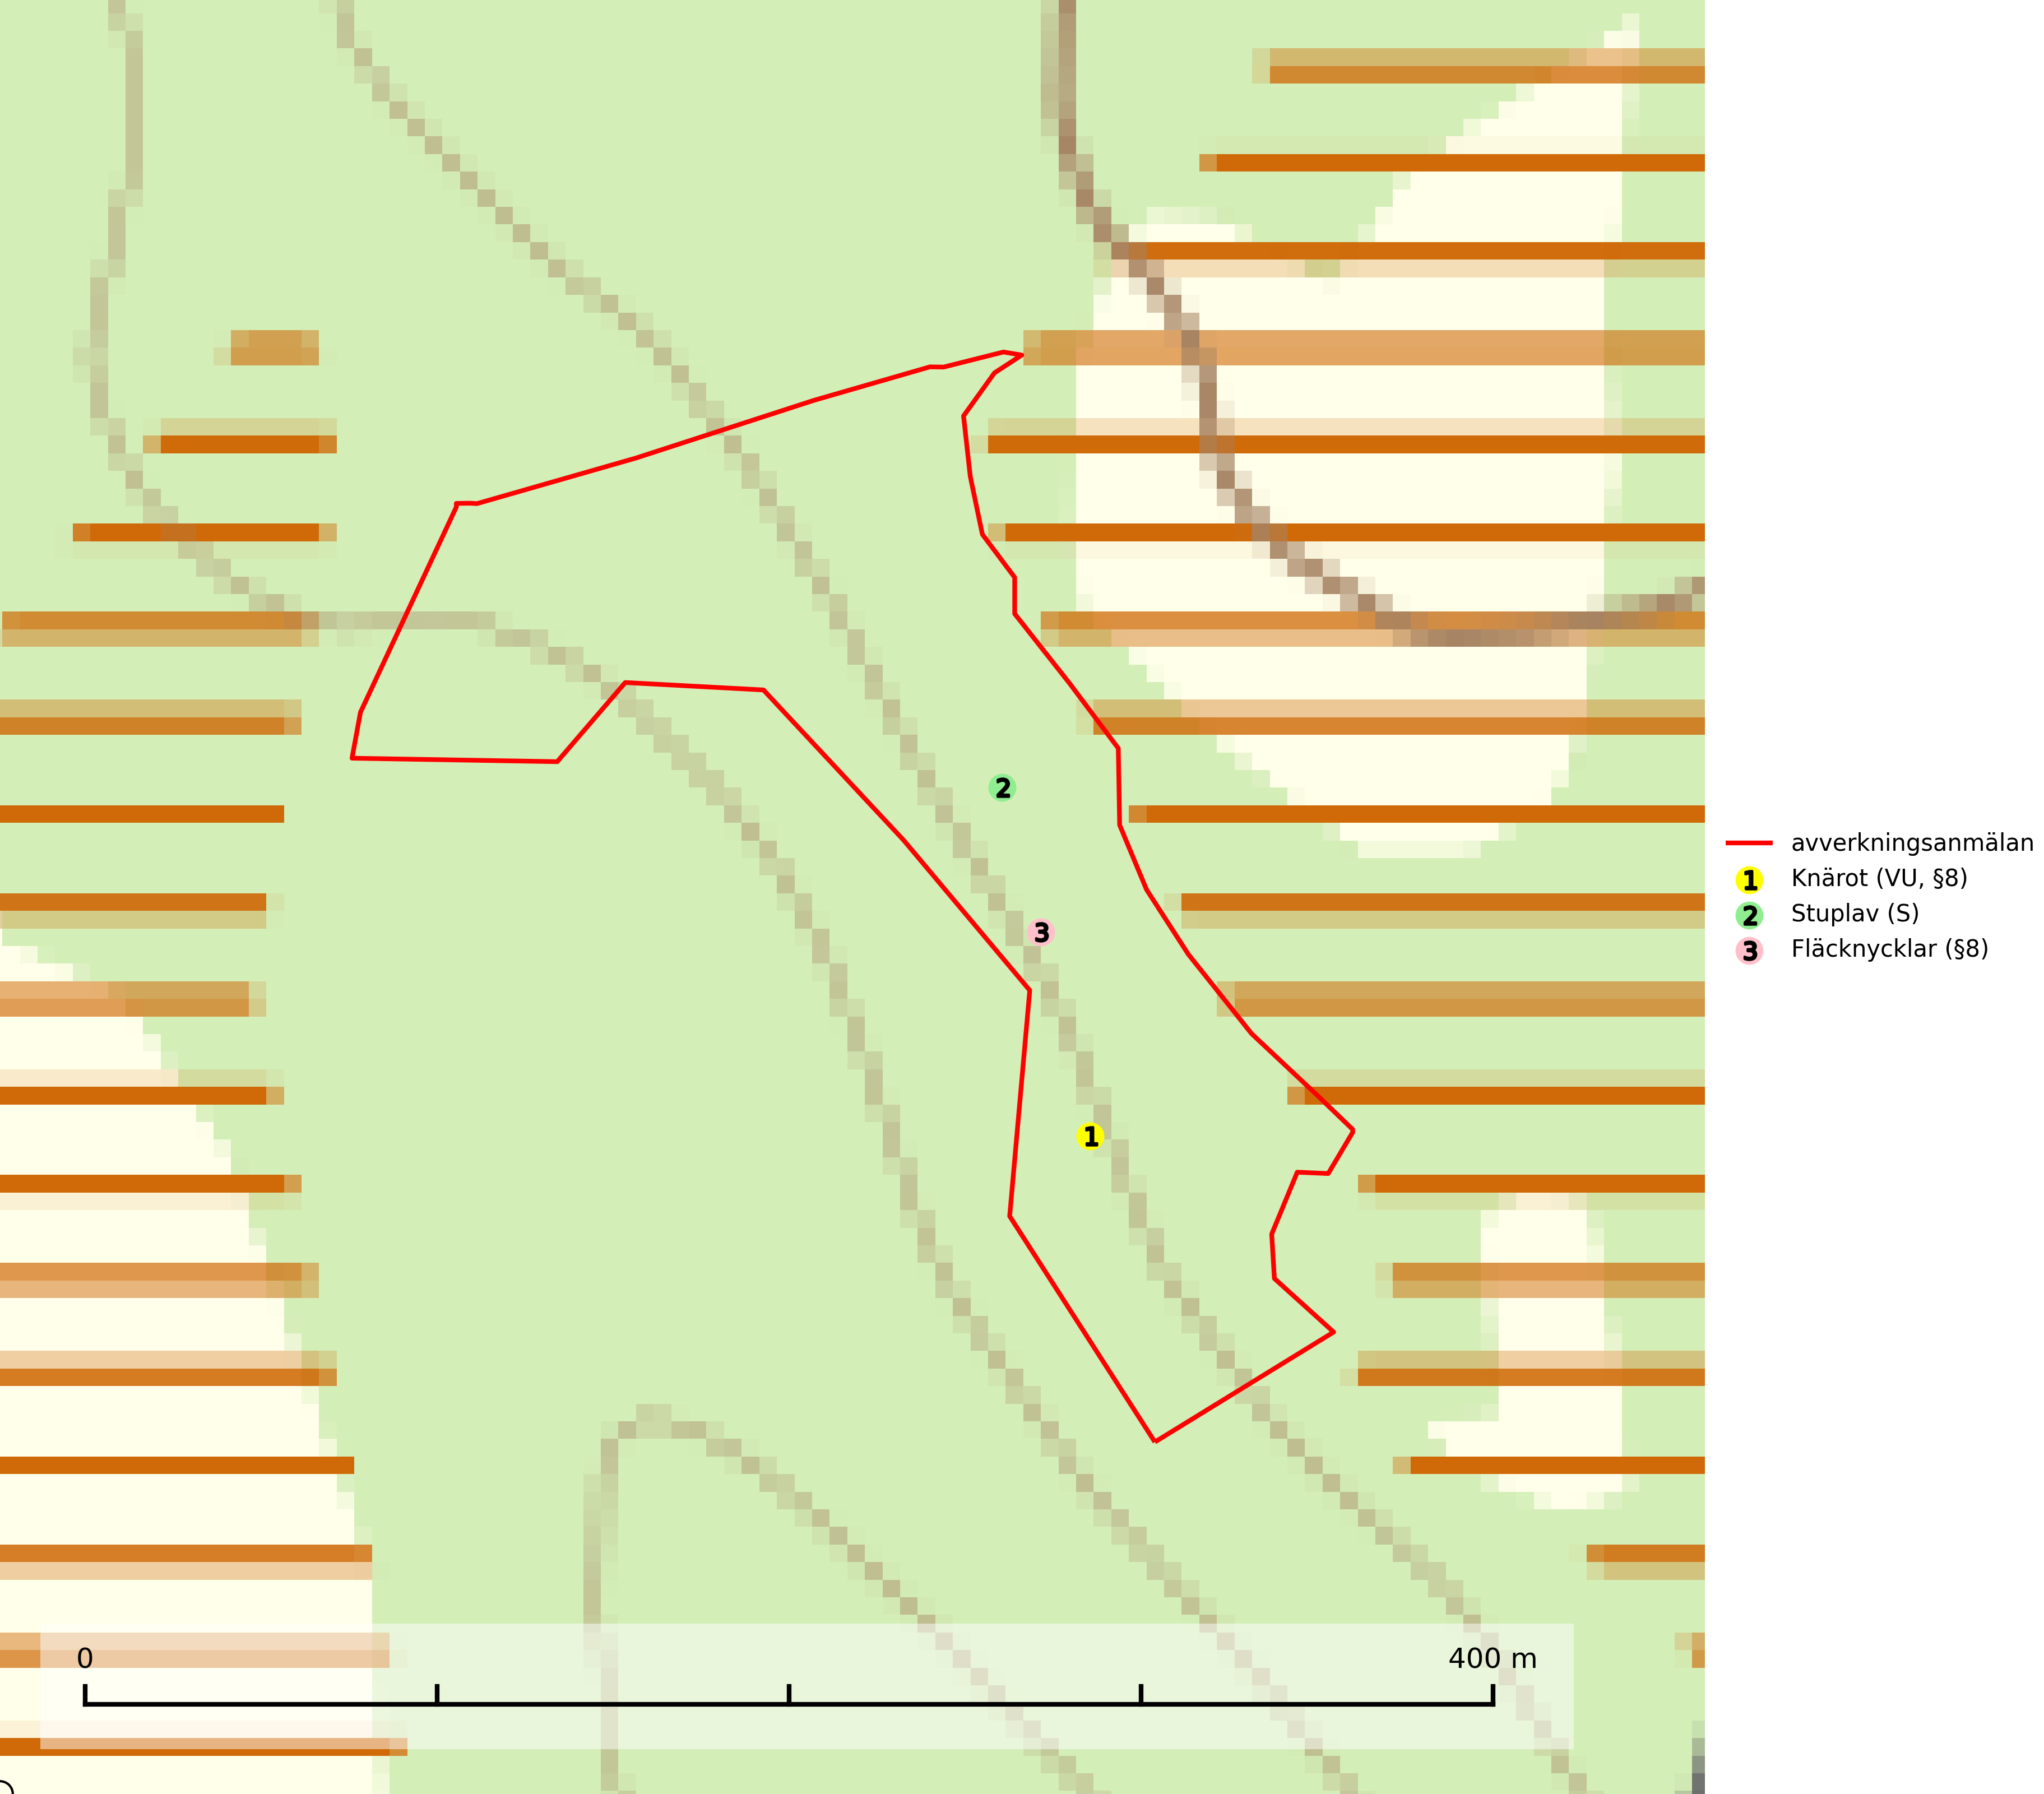 2
3
1
avverkningsanmälan
1 Knärot (VU, §8)
2 Stuplav (S)
3 Fläcknycklar (§8)
0 400 m